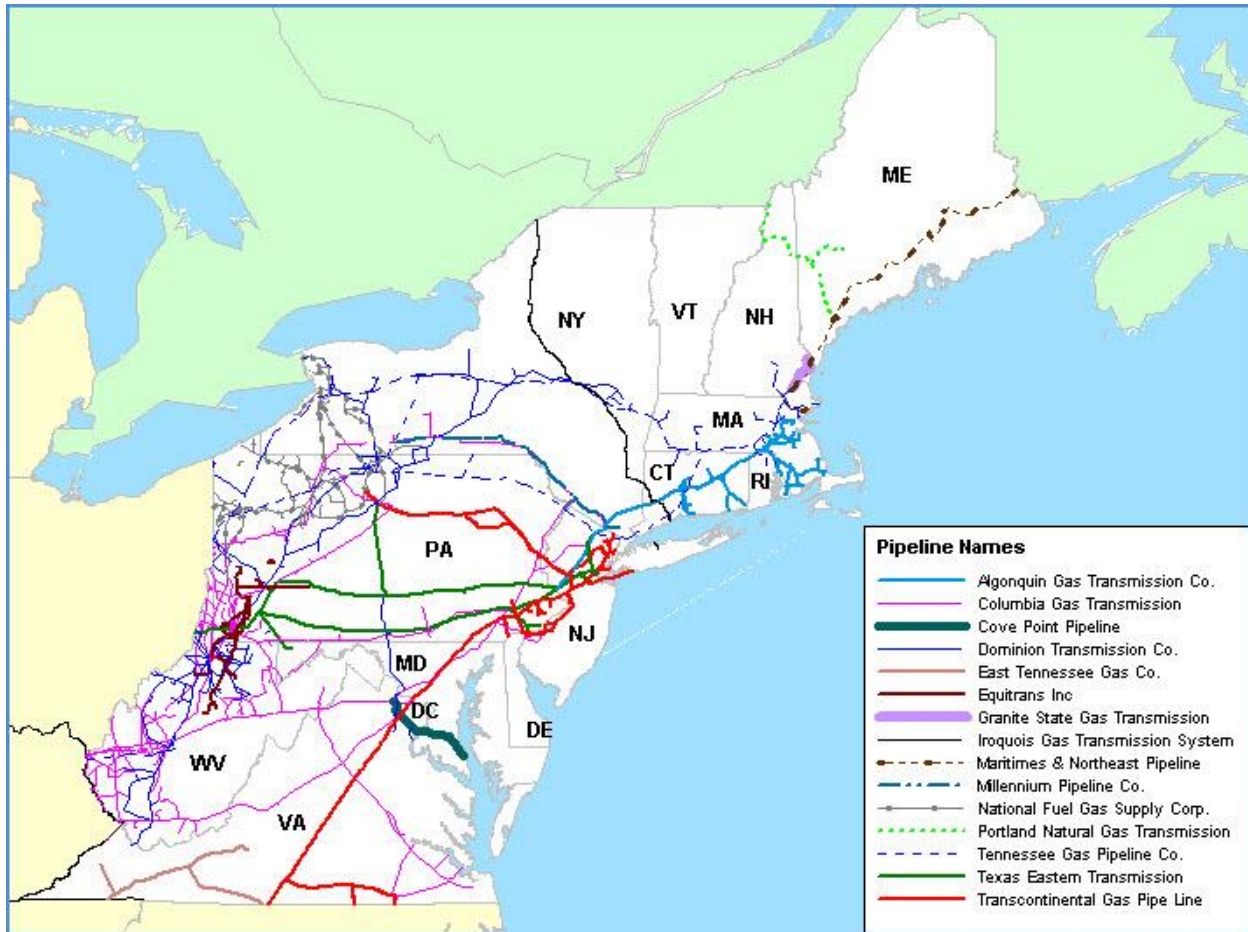 ME
NY
VT
NH
MA
CT
RI
PA
NJ
MD
DC
DE
WV
VA
Pipeline Names
Algonquin Gas Transmission Co.
Columbia Gas Transmission
Cove Point Pipeline
Dominion Transmission Co.
East Tennessee Gas Co.
Equitrans Inc
Granite State Gas Transmission
Iroquois Gas Transmission System
Maritimes & Northeast Pipeline
Millennium Pipeline Co.
National Fuel Gas Supply Corp.
Portland Natural Gas Transmission
Tennessee Gas Pipeline Co.
Texas Eastern Transmission
Transcontinental Gas Pipe Line